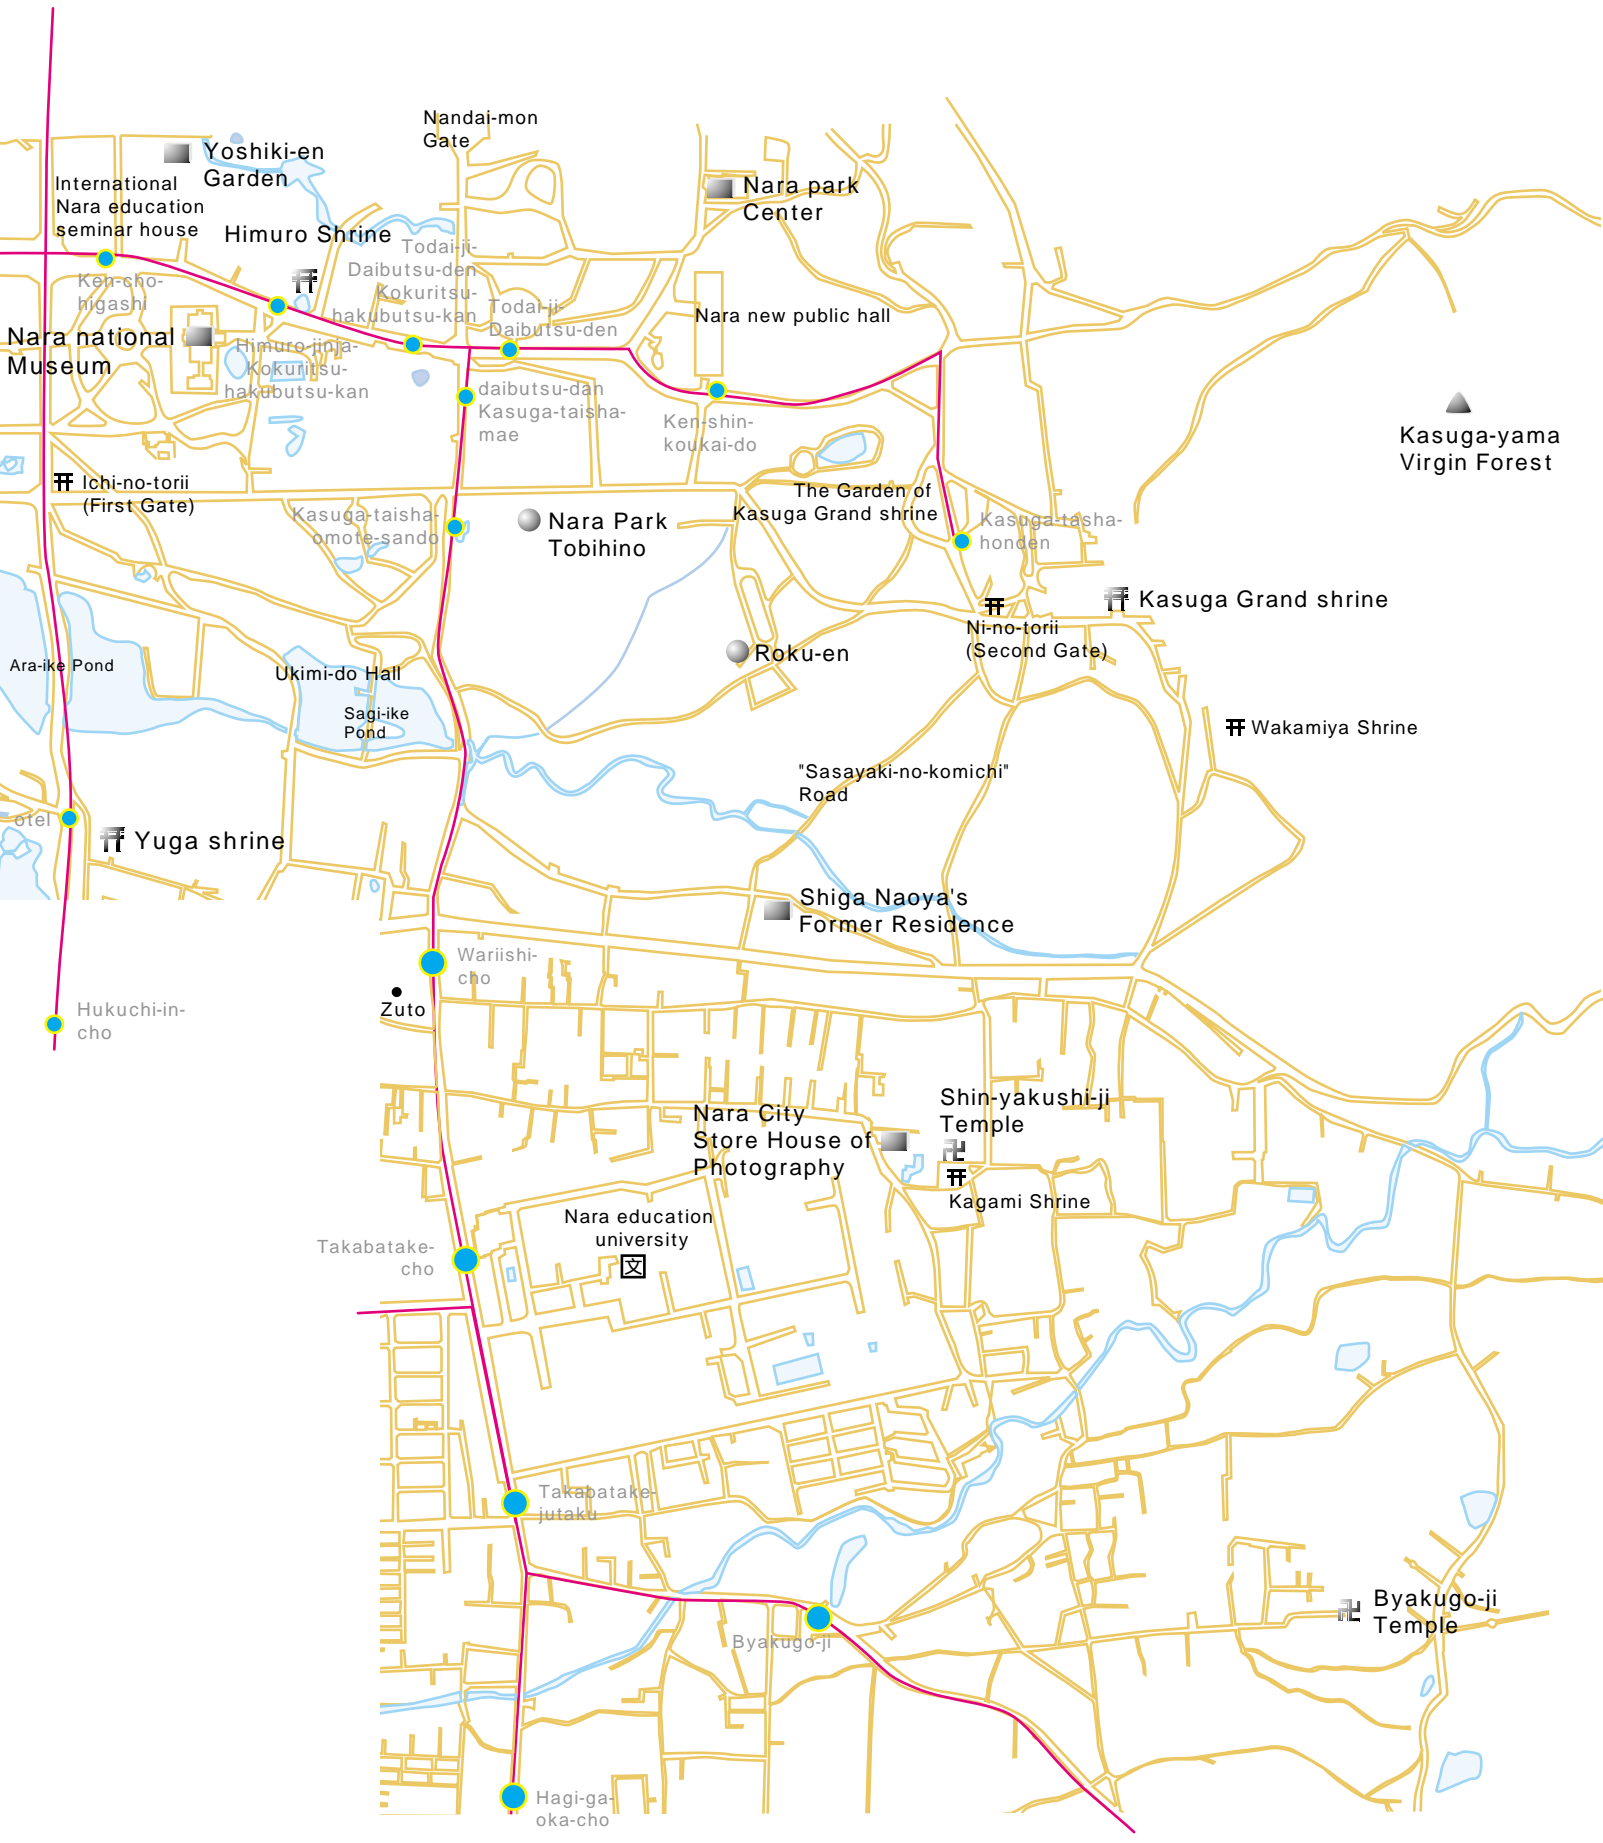 Nandai-mon
Gate
Yoshiki-en
Garden
International
Nara education
seminar house
Nara park
Center
Himuro Shrine
Todai-ji-
Daibutsu-den
Kokuritsu-
hakubutsu-kan
Ken-cho-
higashi
Todai-ji-
Daibutsu-den
Nara new public hall
Nara national
Museum
Himuro-jinja-
Kokuritsu-
hakubutsu-kan
daibutsu-dan
Kasuga-taisha-
mae
Ken-shin-
koukai-do
Kasuga-yama
Virgin Forest
Ichi-no-torii
(First Gate)
The Garden of
Kasuga Grand shrine
Kasuga-taisha-
omote-sando
Nara Park
Tobihino
Kasuga-tasha-
honden
Kasuga Grand shrine
Ni-no-torii
(Second Gate)
Roku-en
Ara-ike Pond
Ukimi-do Hall
Sagi-ike
Pond
Wakamiya Shrine
"Sasayaki-no-komichi"
Road
otel
Yuga shrine
Shiga Naoya's
Former Residence
Wariishi-
cho
Zuto
Hukuchi-in-
cho
Shin-yakushi-ji
Temple
Nara City
Store House of
Photography
Kagami Shrine
Nara education
university
文
Takabatake-
cho
Takabatake-
jutaku
Byakugo-ji
Temple
Byakugo-ji
Hagi-ga-
oka-cho